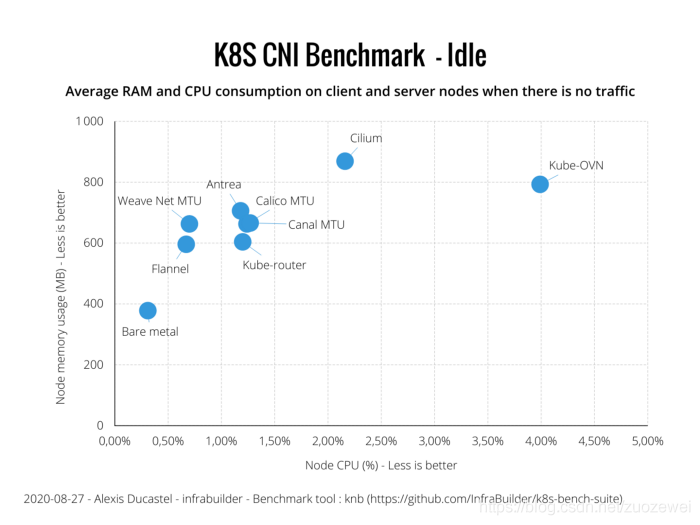 K8S CNI Benchmark - Idle
Average RAM and CPU consumption on client and server nodes when there is no traffic
Node memory usage (MB) - Less is better
1 000
800
600
400
200
0
Cilium
Kube-OVN
Antrea
Weave Net MTU
Calico MTU
Canal MTU
Flannel
Kube-router
Bare metal
0,00%
0,50%
1,00%
1,50%
2,00%
2,50%
3,00%
3,50%
4,00%
4,50%
5,00%
Node CPU (%) - Less is better
2020-08-27 - Alexis Ducastel - infrabuilder - Benchmark tool : knb (https://github.com/InfraBuilder/k8s-bench-suite)
https://blog.csdn.net/zuozewei